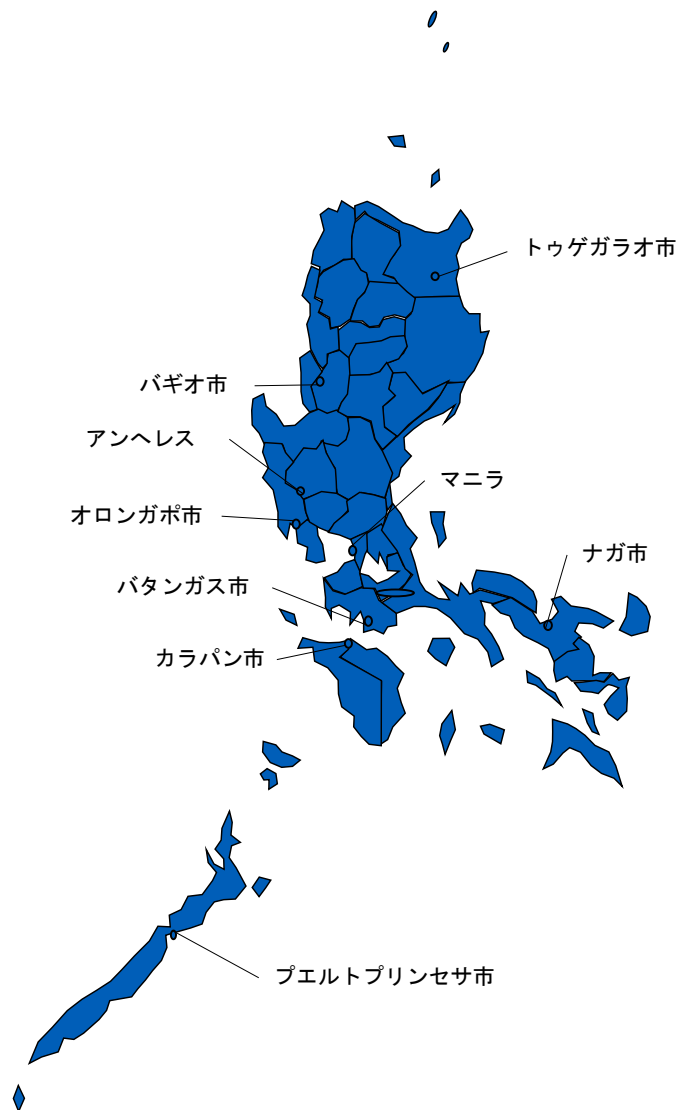 トゥゲガラオ市
バギオ市
アンヘレス
マニラ
オロンガポ市
ナガ市
バタンガス市
カラパン市
プエルトプリンセサ市